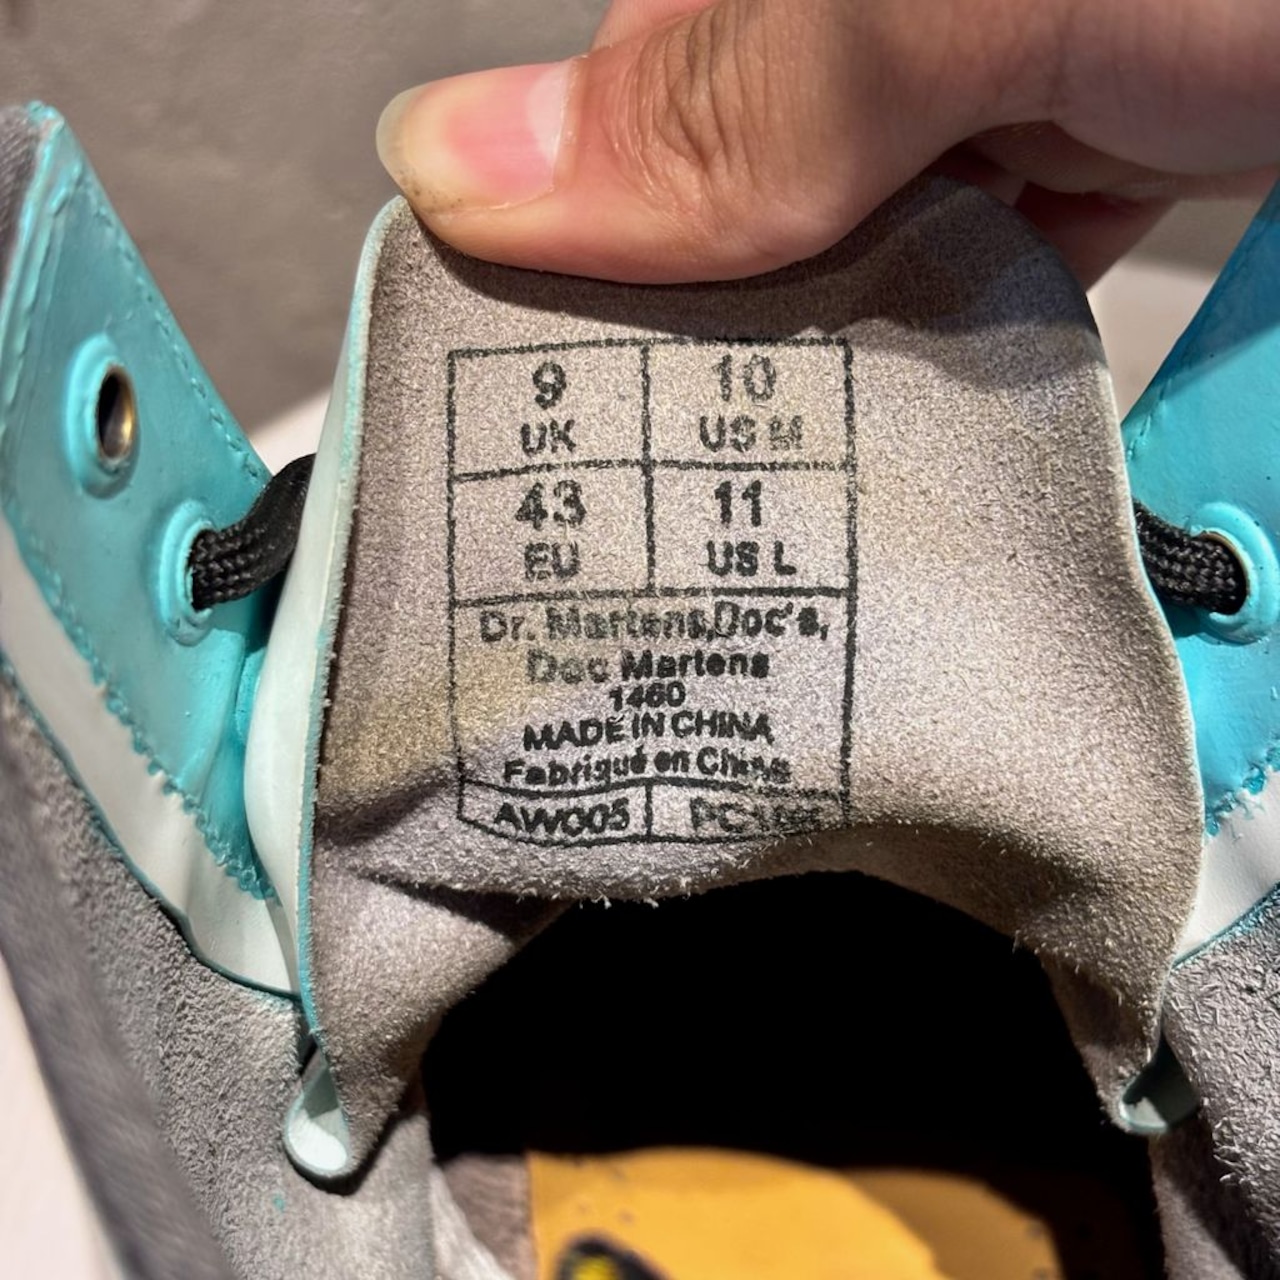 9 10
UK US M
43 11
EU US L
Dr. Martens,Doc's,
Doc Martens
1460
MADE IN CHINA
Fabriqué en Chine
AW005